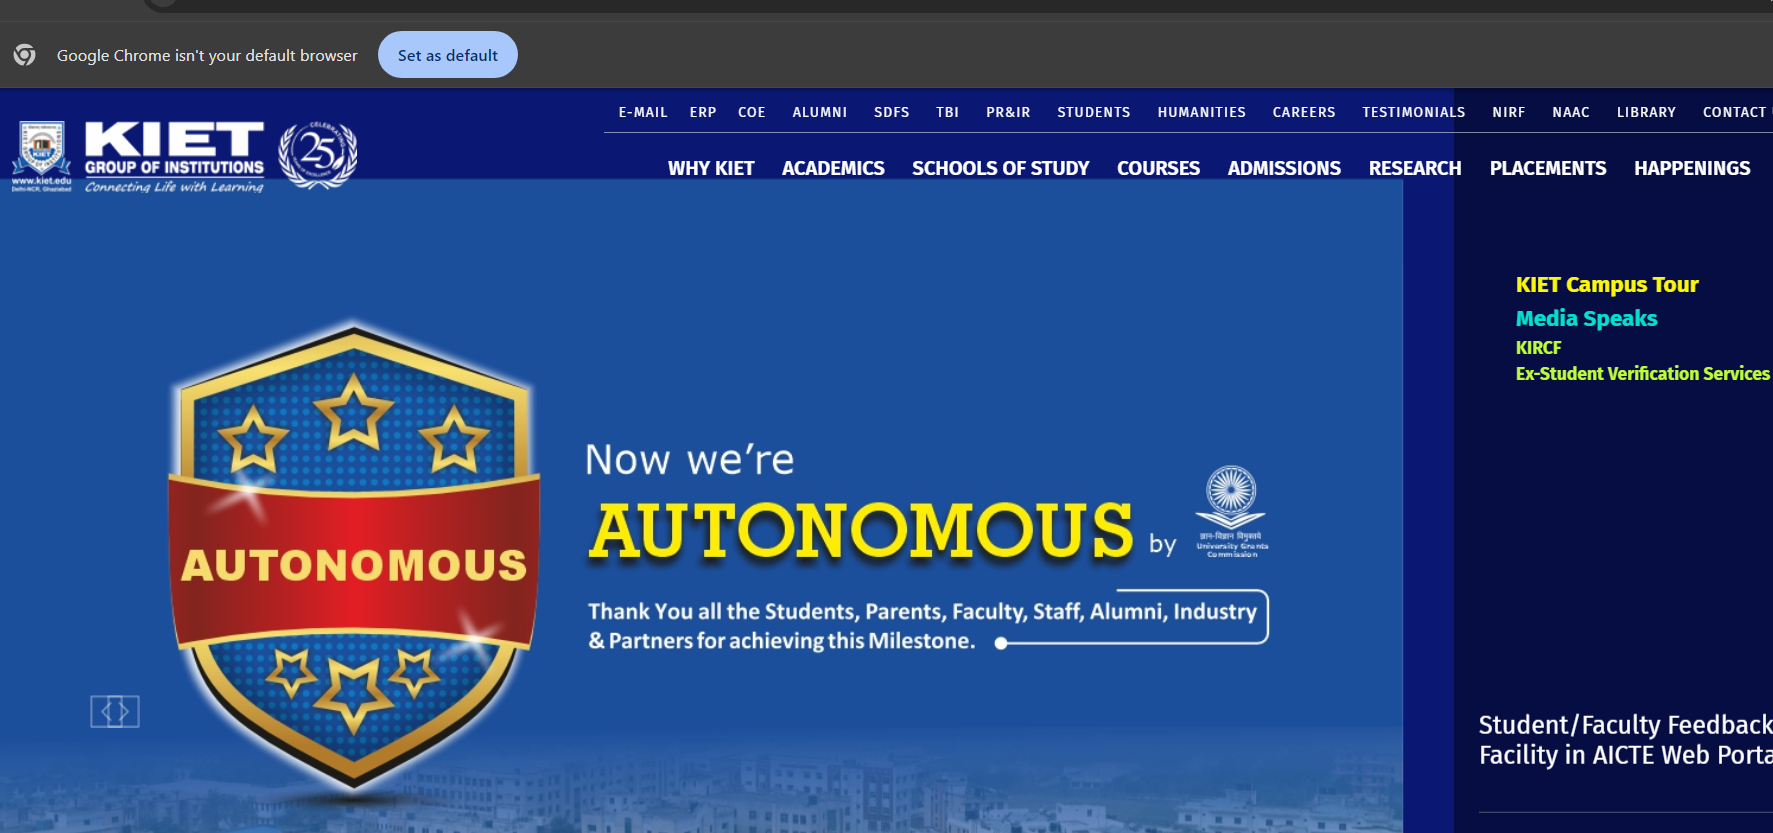 Google Chrome isn't your default browser
Set as default
E-MAIL ERP COE ALUMNI SDFS TBI PR&IR STUDENTS HUMANITIES CAREERS TESTIMONIALS NIRF NAAC LIBRARY CONTACT
KIET
GROUP OF INSTITUTIONS
Connecting Life with Learning
KIET
www.kiet.edu
Delhi-NCR, Ghaziabad
CELEBRATING
25
WHY KIET ACADEMICS SCHOOLS OF STUDY COURSES ADMISSIONS RESEARCH PLACEMENTS HAPPENINGS
KIET Campus Tour
Media Speaks
KIRCF
Ex-Student Verification Services
AUTONOMOUS
Now we're
AUTONOMOUS by
ज्ञान-विज्ञान विमुक्तये
University Grants
Commission
Thank You all the Students, Parents, Faculty, Staff, Alumni, Industry
& Partners for achieving this Milestone.
Student/Faculty Feedback
Facility in AICTE Web Porta